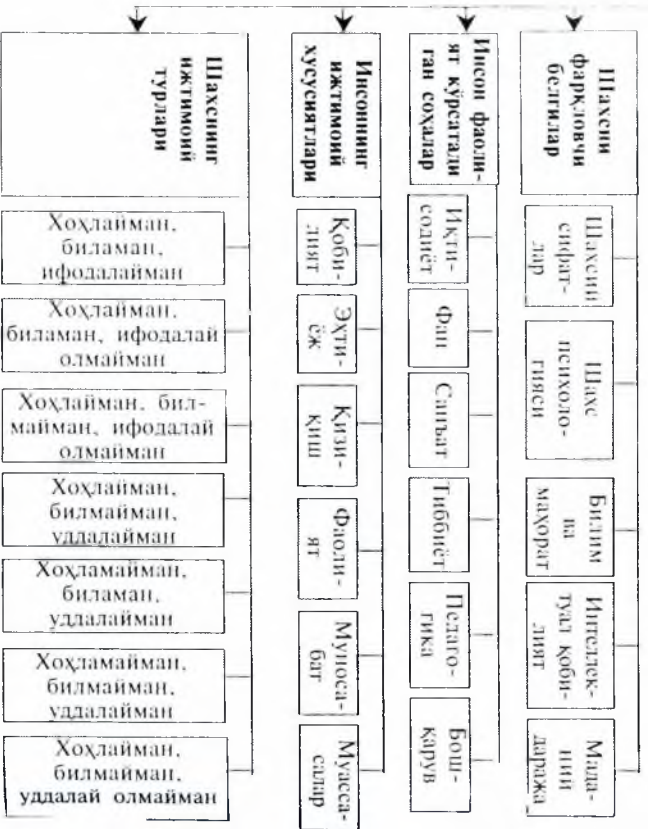 Шахснинг
ижтимоий
турлари
Хоҳлайман,
биламан,
ифодалайман
Хоҳлайман,
биламан, ифодалай
олмайман
Хоҳлайман, бил-
майман, ифодалай
олмайман
Хоҳлайман,
билмайман,
уддалайман
Хоҳламайман,
биламан,
уддалайман
Хоҳламайман,
билмайман,
уддалайман
Хоҳлайман,
билмайман,
уддалай олмайман
Инсоннинг
ижтимоий
хусусиятлари
Қоби-
лият
Эҳти-
ёж
Қизи-
қиш
Фаоли-
ят
Муноса-
бат
Муасса-
салар
Инсон фаоли-
ят кўрсатади
ган соҳалар
Иқти-
содиёт
Фан
Санъат
Тиббиёт
Педаго-
гика
Бош-
қарув
Шахсни
фарқловчи
белгилар
Шахсий
сифат-
лар
Шахс
психоло-
гияси
Билим
ва
маҳорат
Интеллек-
туал қоби-
лият
Мада-
ний
даража